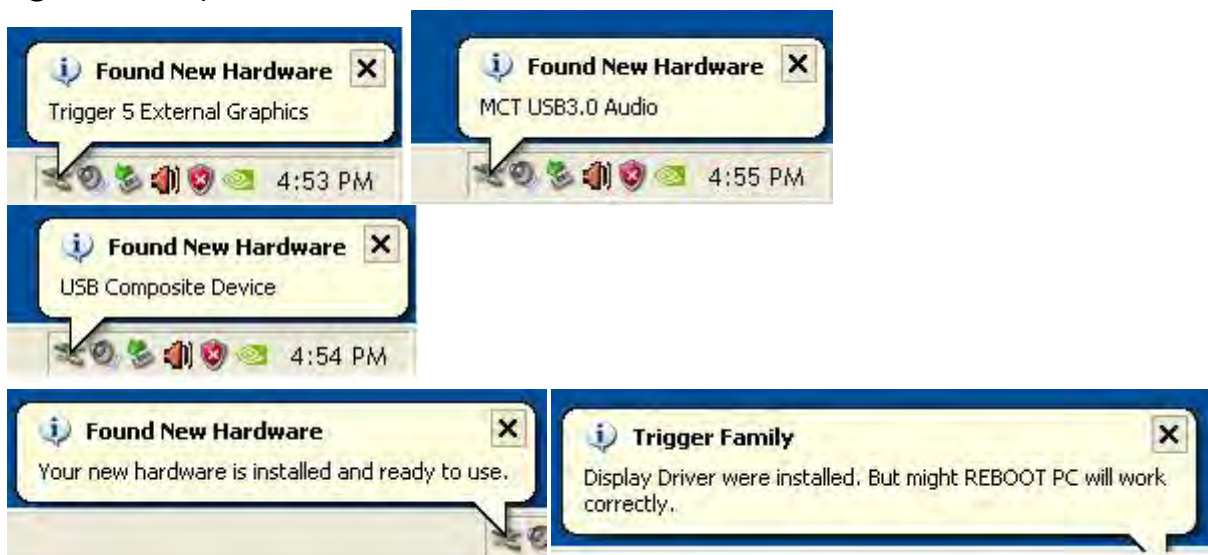 Found New Hardware
Trigger 5 External Graphics
4:53 PM
Found New Hardware
MCT USB3.0 Audio
4:55 PM
Found New Hardware
USB Composite Device
4:54 PM
Found New Hardware
Your new hardware is installed and ready to use.
Trigger Family
Display Driver were installed. But might REBOOT PC will work
correctly.